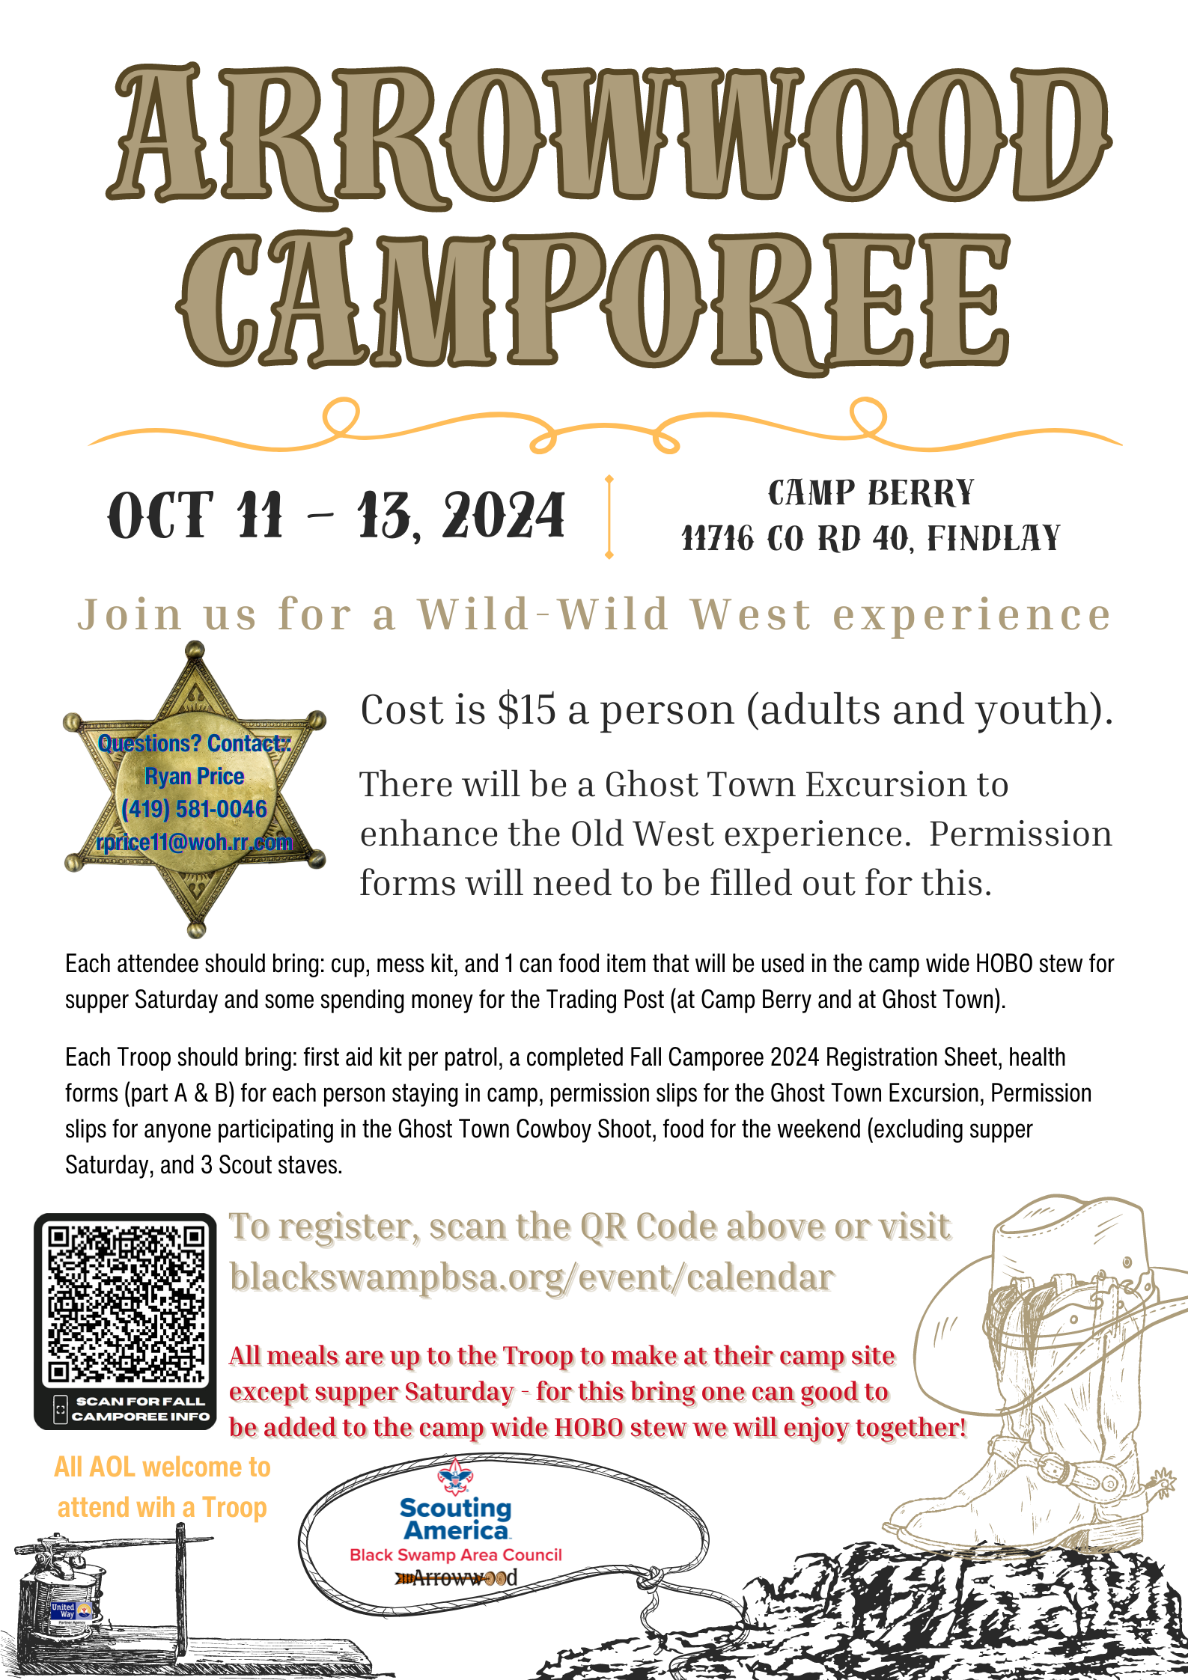 ARROWWOOD
CAMPOREE
OCT 11 - 13, 2024
CAMP BERRY
11716 CO RD 40, FINDLAY
Join us for a Wild-Wild West experience
Questions? Contact::
Ryan Price
(419) 581-0046
rprice11@woh.rr.com
Cost is $15 a person (adults and youth).
There will be a Ghost Town Excursion to
enhance the Old West experience.  Permission
forms will need to be filled out for this.
Each attendee should bring: cup, mess kit, and 1 can food item that will be used in the camp wide HOBO stew for
supper Saturday and some spending money for the Trading Post (at Camp Berry and at Ghost Town).
Each Troop should bring: first aid kit per patrol, a completed Fall Camporee 2024 Registration Sheet, health
forms (part A & B) for each person staying in camp, permission slips for the Ghost Town Excursion, Permission
slips for anyone participating in the Ghost Town Cowboy Shoot, food for the weekend (excluding supper
Saturday, and 3 Scout staves.
To register, scan the QR Code above or visit
blackswampbsa.org/event/calendar
SCAN FOR FALL
CAMPOREE INFO
All meals are up to the Troop to make at their camp site
except supper Saturday - for this bring one can good to
be added to the camp wide HOBO stew we will enjoy together!
All AOL welcome to
attend wih a Troop
Scouting
America
Black Swamp Area Council
Arrowwood
United
Way
Partner Agency